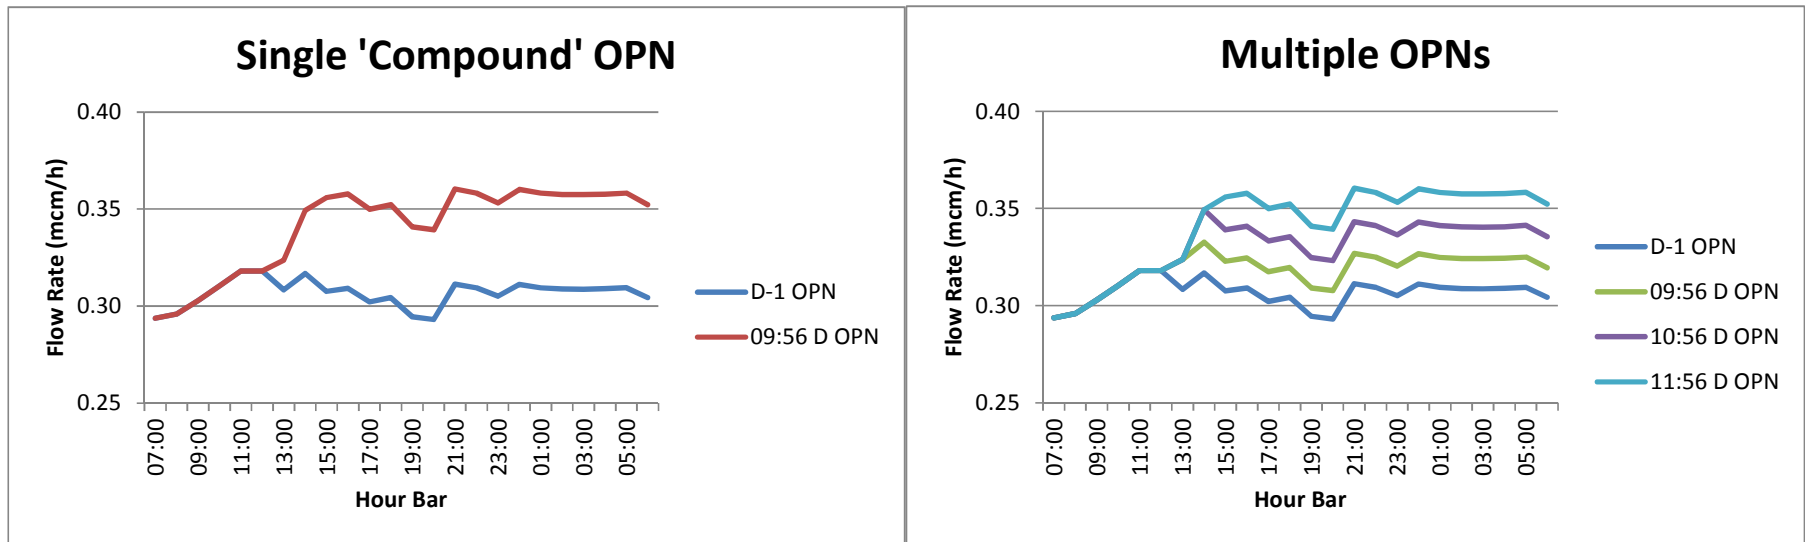 Single 'Compound' OPN
0.40
0.35
0.30
0.25
Flow Rate (mcm/h)
07:00
09:00
11:00
13:00
15:00
17:00
19:00
21:00
23:00
01:00
03:00
05:00
Hour Bar
D-1 OPN
09:56 D OPN
Multiple OPNs
0.40
0.35
0.30
0.25
Flow Rate (mcm/h)
07:00
09:00
11:00
13:00
15:00
17:00
19:00
21:00
23:00
01:00
03:00
05:00
Hour Bar
D-1 OPN
09:56 D OPN
10:56 D OPN
11:56 D OPN